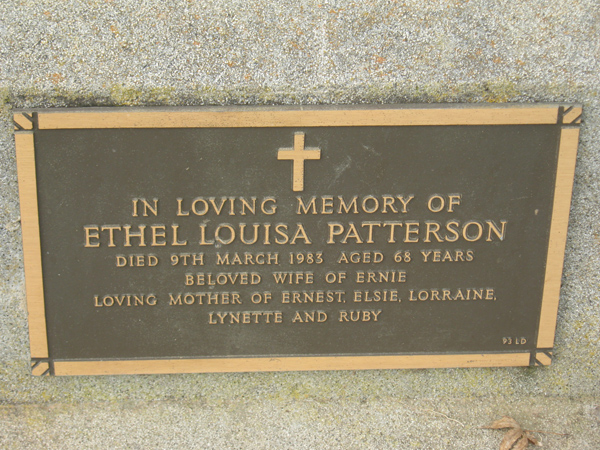 IN LOVING MEMORY OF
ETHEL LOUISA PATTERSON
DIED 9TH MARCH 1983 AGED 68 YEARS
BELOVED WIFE OF ERNIE
LOVING MOTHER OF ERNEST, ELSIE, LORRAINE,
LYNETTE AND RUBY
93 LD